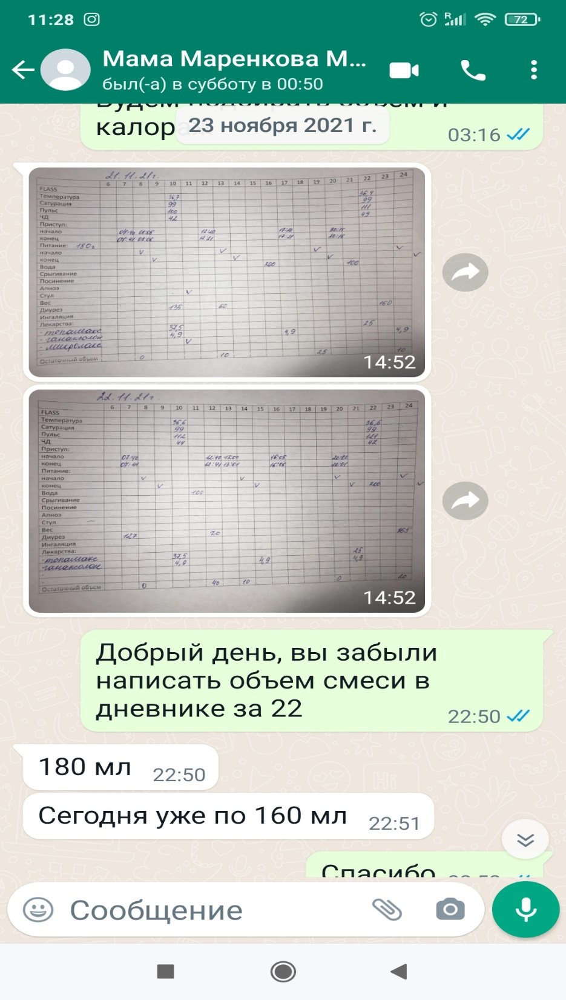 11:28
R
72
Мама Маренкова М...
был(-а) в субботу в 00:50
Будем подбирать объем и
калор
23 ноября 2021 г.
03:16
21.11.21г.
6 7 8 9 10 11 12 13 14 15 16 17 18 19 20 21 22 23 24
FLASS
Температура 36,7 36,4
Сатурация 99 99
Пульс 100 111
ЧД 42 49
Приступ:
начало 07:40 08:05 12:20 17:20 20:15
конец 07:41 08:06 12:21 17:21 20:16
Питание: 180г
начало ✓ ✓ ✓ ✓
конец ✓ ✓ ✓ ✓
Вода 200 100
Срыгивание
Посинение
Апноэ
Стул ✓
Вес
Диурез 135 60 160
Ингаляция
Лекарства:
- топамакс 37,5 25
- ганаксолон 4,9 4,9 4,9
- микролакс ✓
-
Остаточный объем 0 10 25 10
14:52
22.11.21г.
6 7 8 9 10 11 12 13 14 15 16 17 18 19 20 21 22 23 24
FLASS
Температура 36,6 36,6
Сатурация 99 99
Пульс 112 121
ЧД 44 42
Приступ:
начало 07:40 12:40 13:00 16:05 20:00
конец 07:41 12:41 13:01 16:06 20:01
Питание:
начало ✓ ✓ ✓ ✓
конец ✓ ✓ ✓ 200 ✓
Вода 100
Срыгивание
Посинение
Апноэ
Стул —
Вес
Диурез 127 70 165
Ингаляция
Лекарства:
- топамакс 37,5 25
- ганаксолон 4,9 4,9 4,9
-
-
Остаточный объем 0 40 10 0 20
14:52
Добрый день, вы забыли
написать объем смеси в
дневнике за 22
22:50
180 мл 22:50
Сегодня уже по 160 мл 22:51
Спасибо
Сообщение